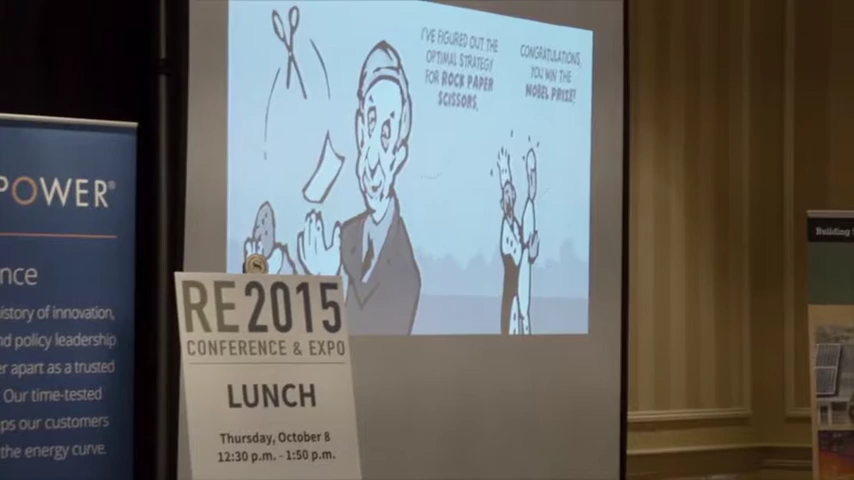 I'VE FIGURED OUT THE
OPTIMAL STRATEGY
FOR ROCK PAPER
SCISSORS.
CONGRATULATIONS,
YOU WIN THE
NOBEL PRIZE!
POWER®
nce
istory of innovation,
nd policy leadership
er apart as a trusted
Our time-tested
ps our customers
the energy curve.
RE2015
CONFERENCE & EXPO
LUNCH
Thursday, October 8
12:30 p.m. - 1:50 p.m.
Building